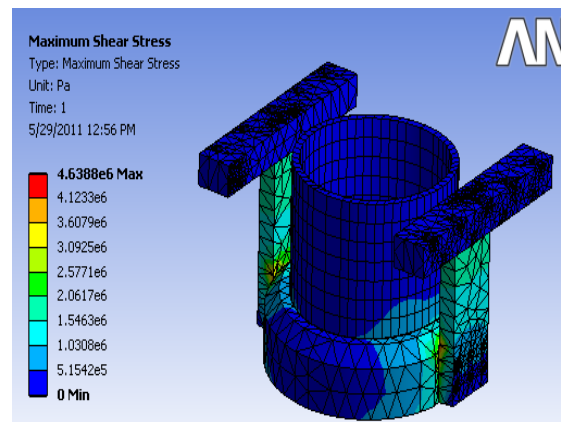 Maximum Shear Stress
Type: Maximum Shear Stress
Unit: Pa
Time: 1
5/29/2011 12:56 PM
4.6388e6 Max
4.1233e6
3.6079e6
3.0925e6
2.5771e6
2.0617e6
1.5463e6
1.0308e6
5.1542e5
0 Min
AN